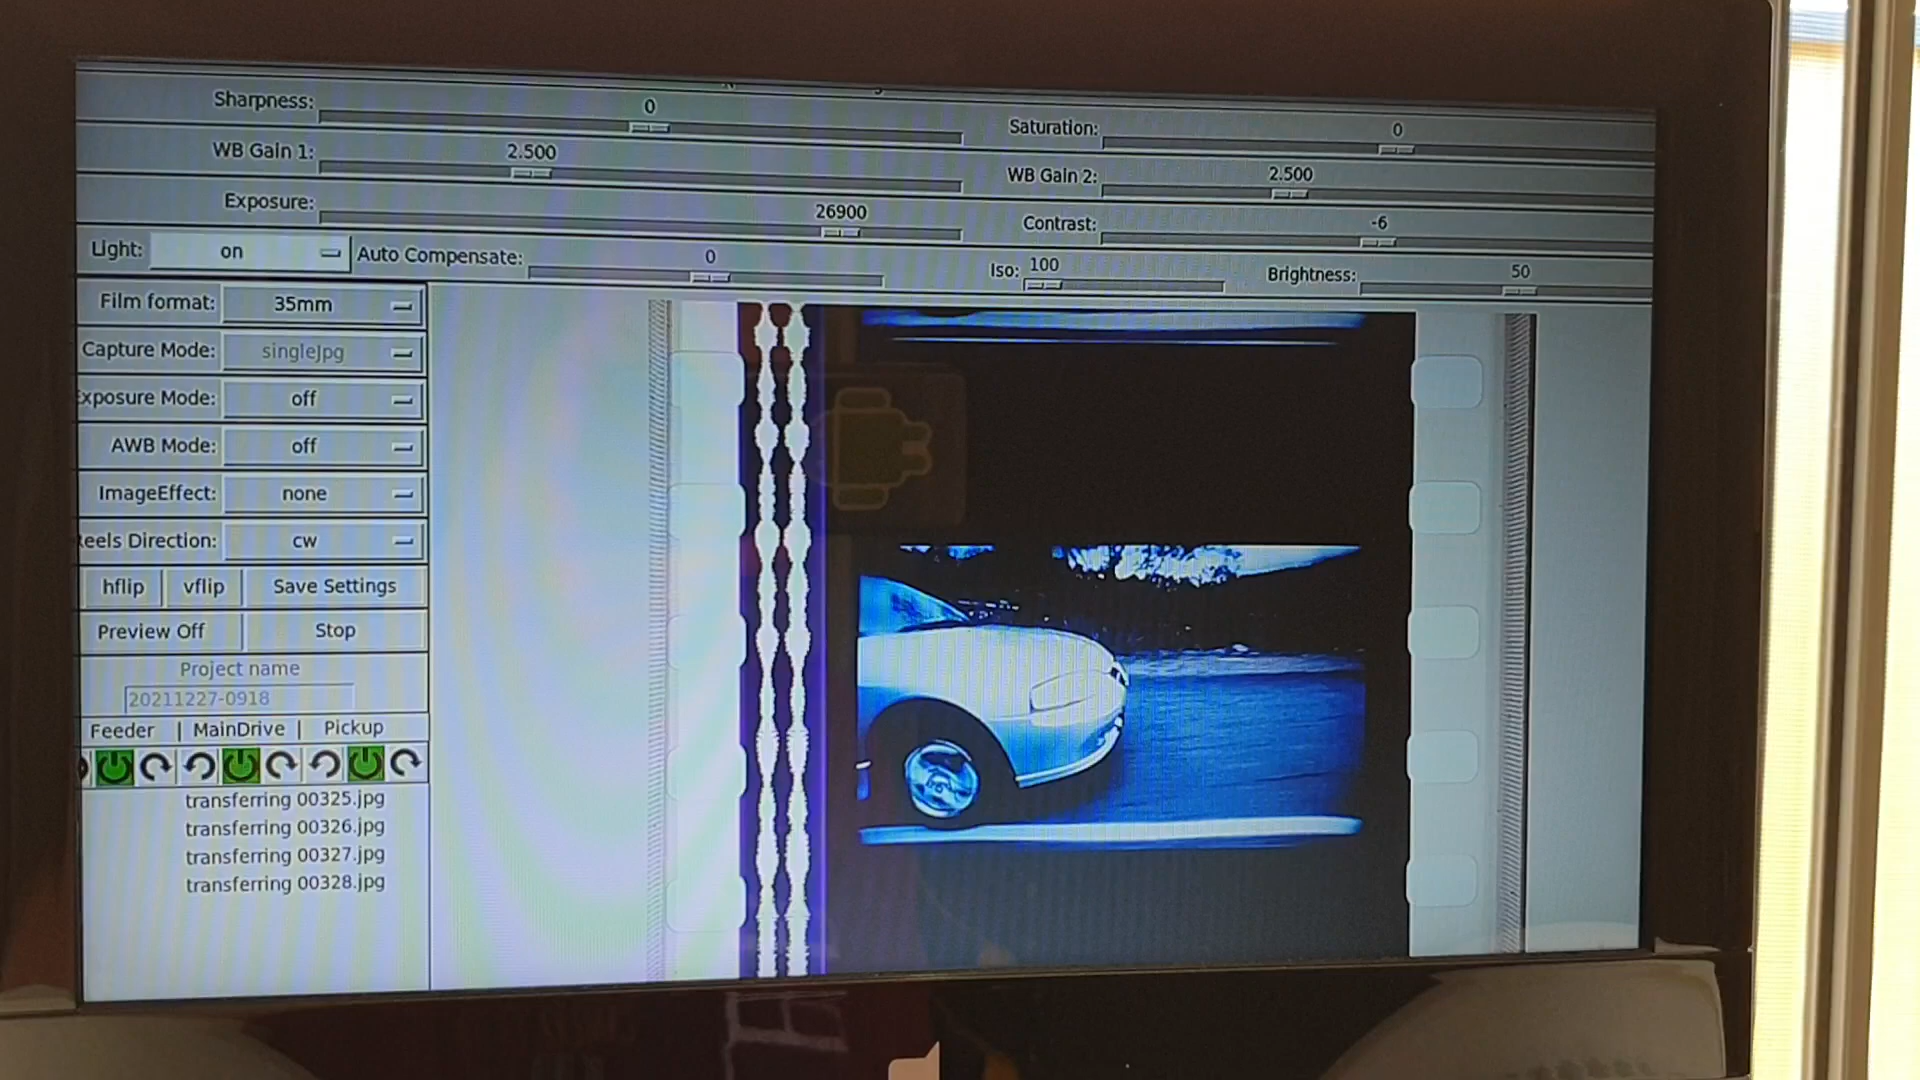 Sharpness: 0 Saturation: 0
WB Gain 1: 2.500 WB Gain 2: 2.500
Exposure: 26900 Contrast: -6
Light: on Auto Compensate: 0 Iso: 100 Brightness: 50
Film format: 35mm
Capture Mode: singleJpg
Exposure Mode: off
AWB Mode: off
ImageEffect: none
Reels Direction: cw
hflip vflip Save Settings
Preview Off Stop
Project name
20211227-0918
Feeder | MainDrive | Pickup
transferring 00325.jpg
transferring 00326.jpg
transferring 00327.jpg
transferring 00328.jpg